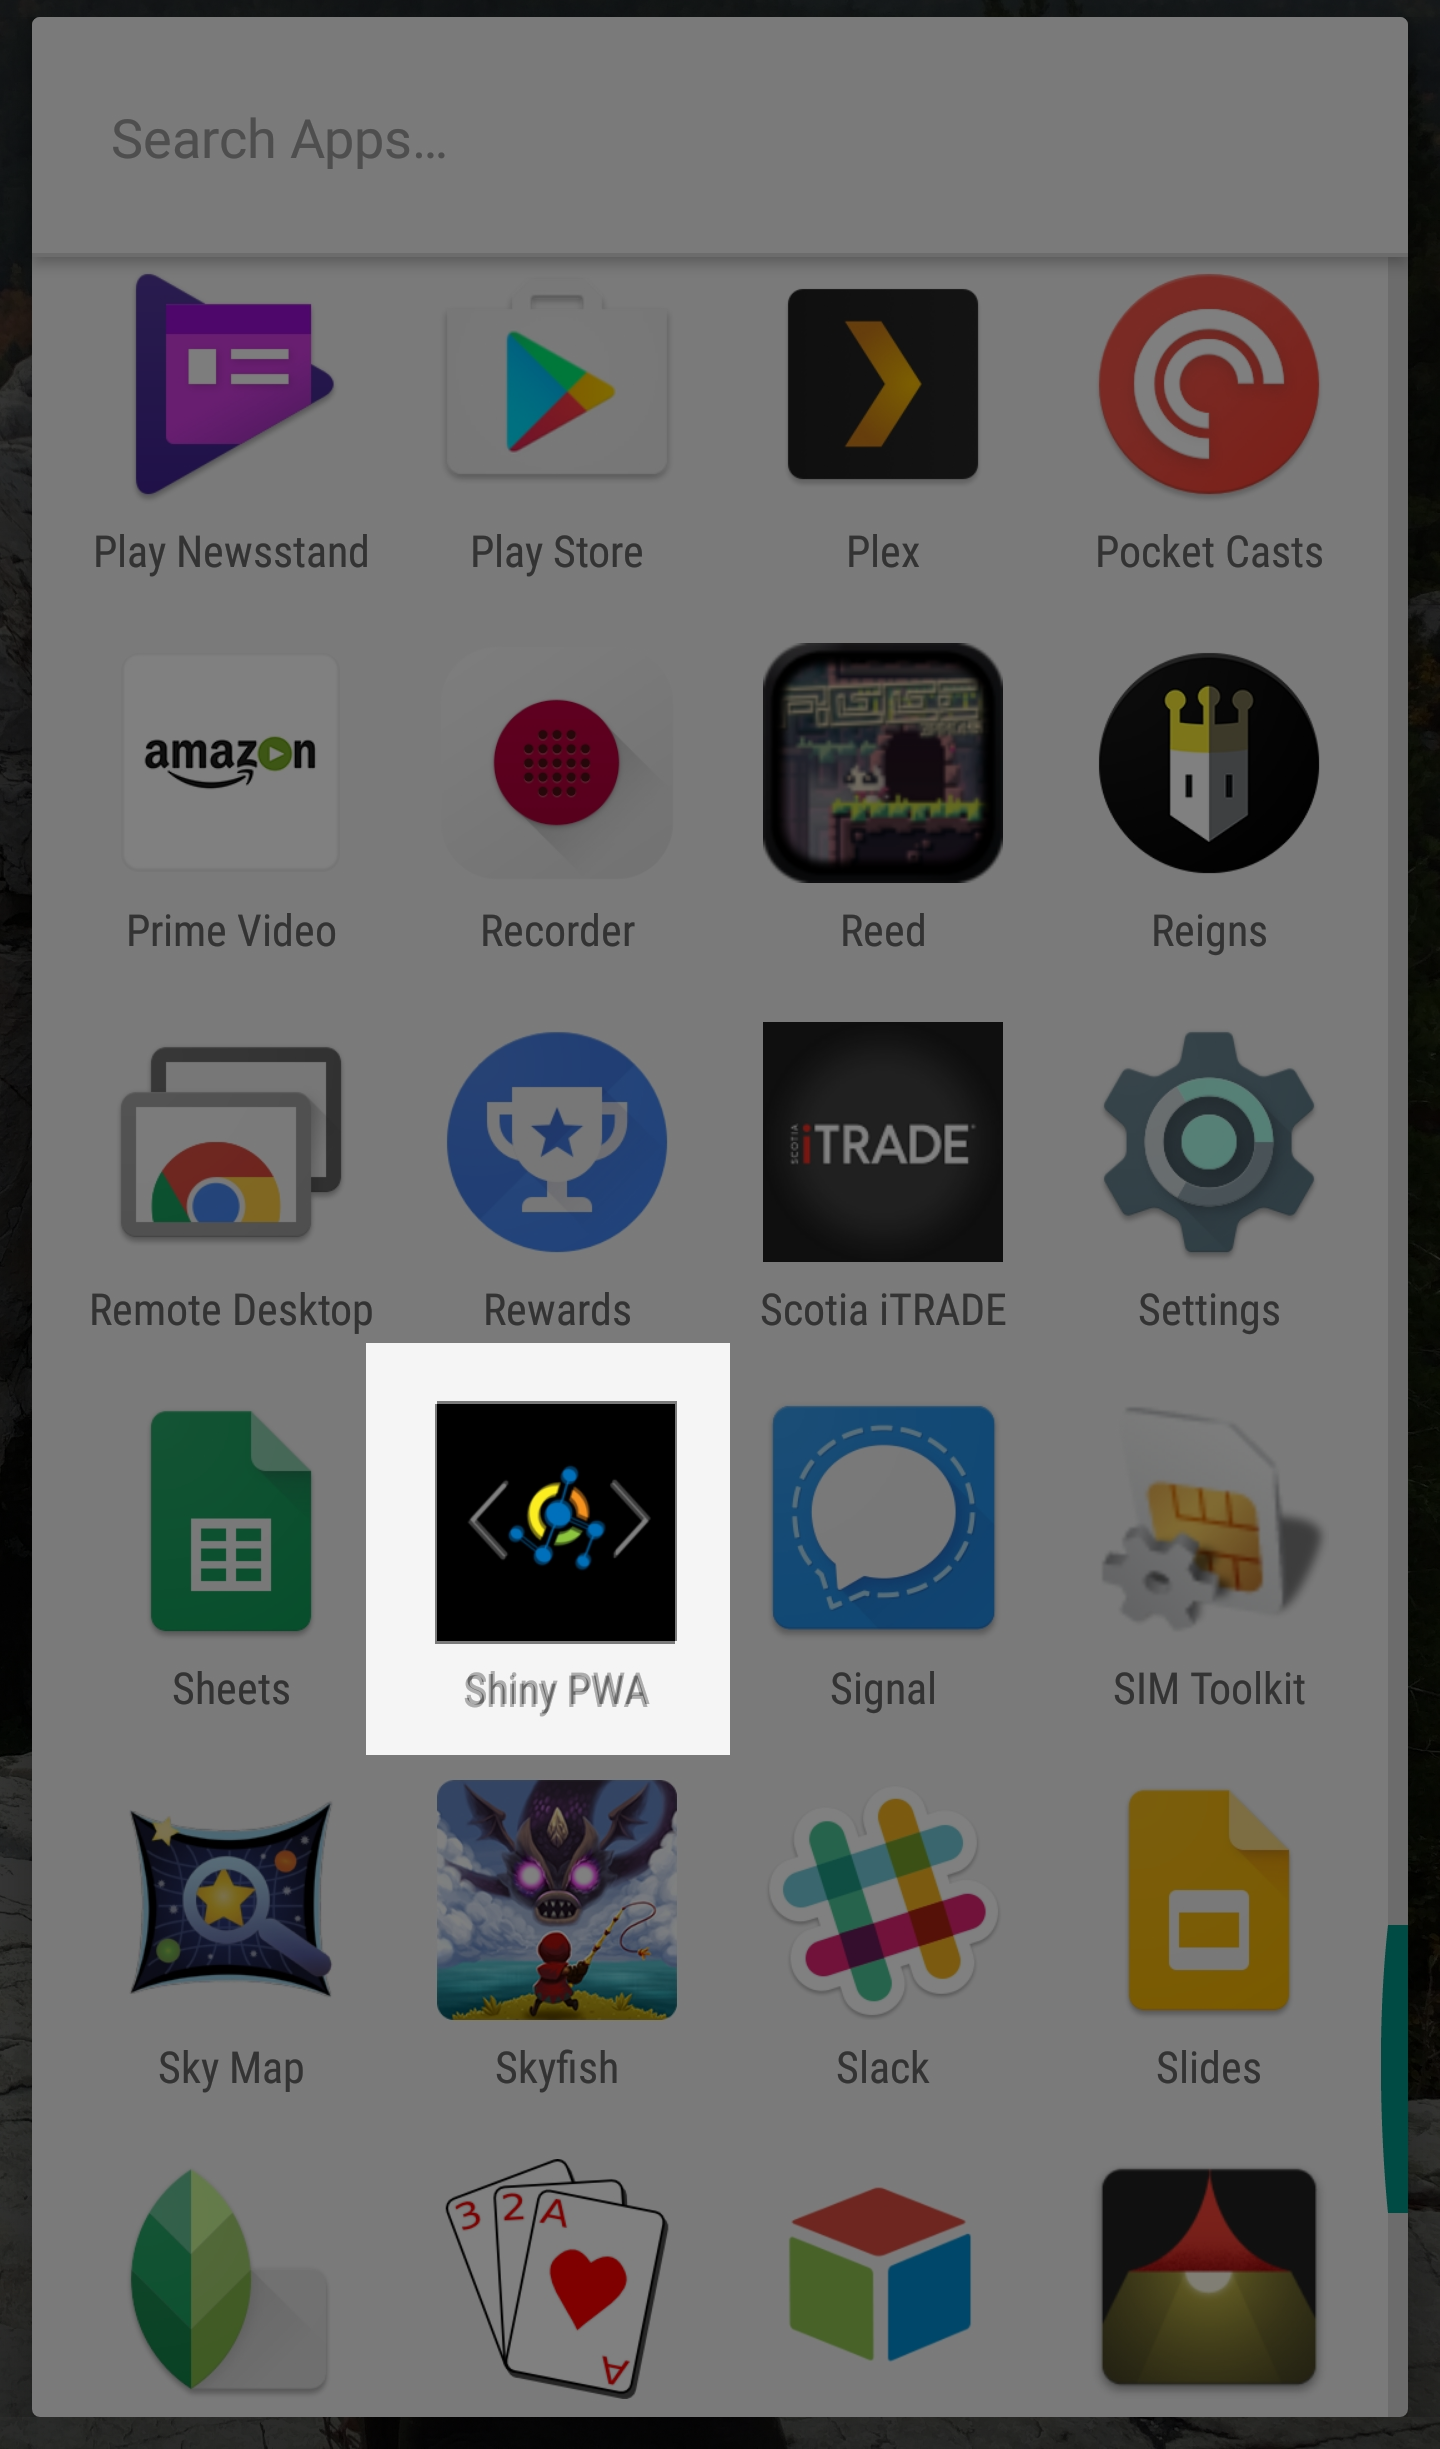 Search Apps...
Play Newsstand
Play Store
Plex
Pocket Casts
amazon
Prime Video
Recorder
Reed
Reigns
SCOTIA iTRADE
Remote Desktop
Rewards
Scotia iTRADE
Settings
Sheets
Shiny PWA
Signal
SIM Toolkit
Sky Map
Skyfish
Slack
Slides
3 2 A
A